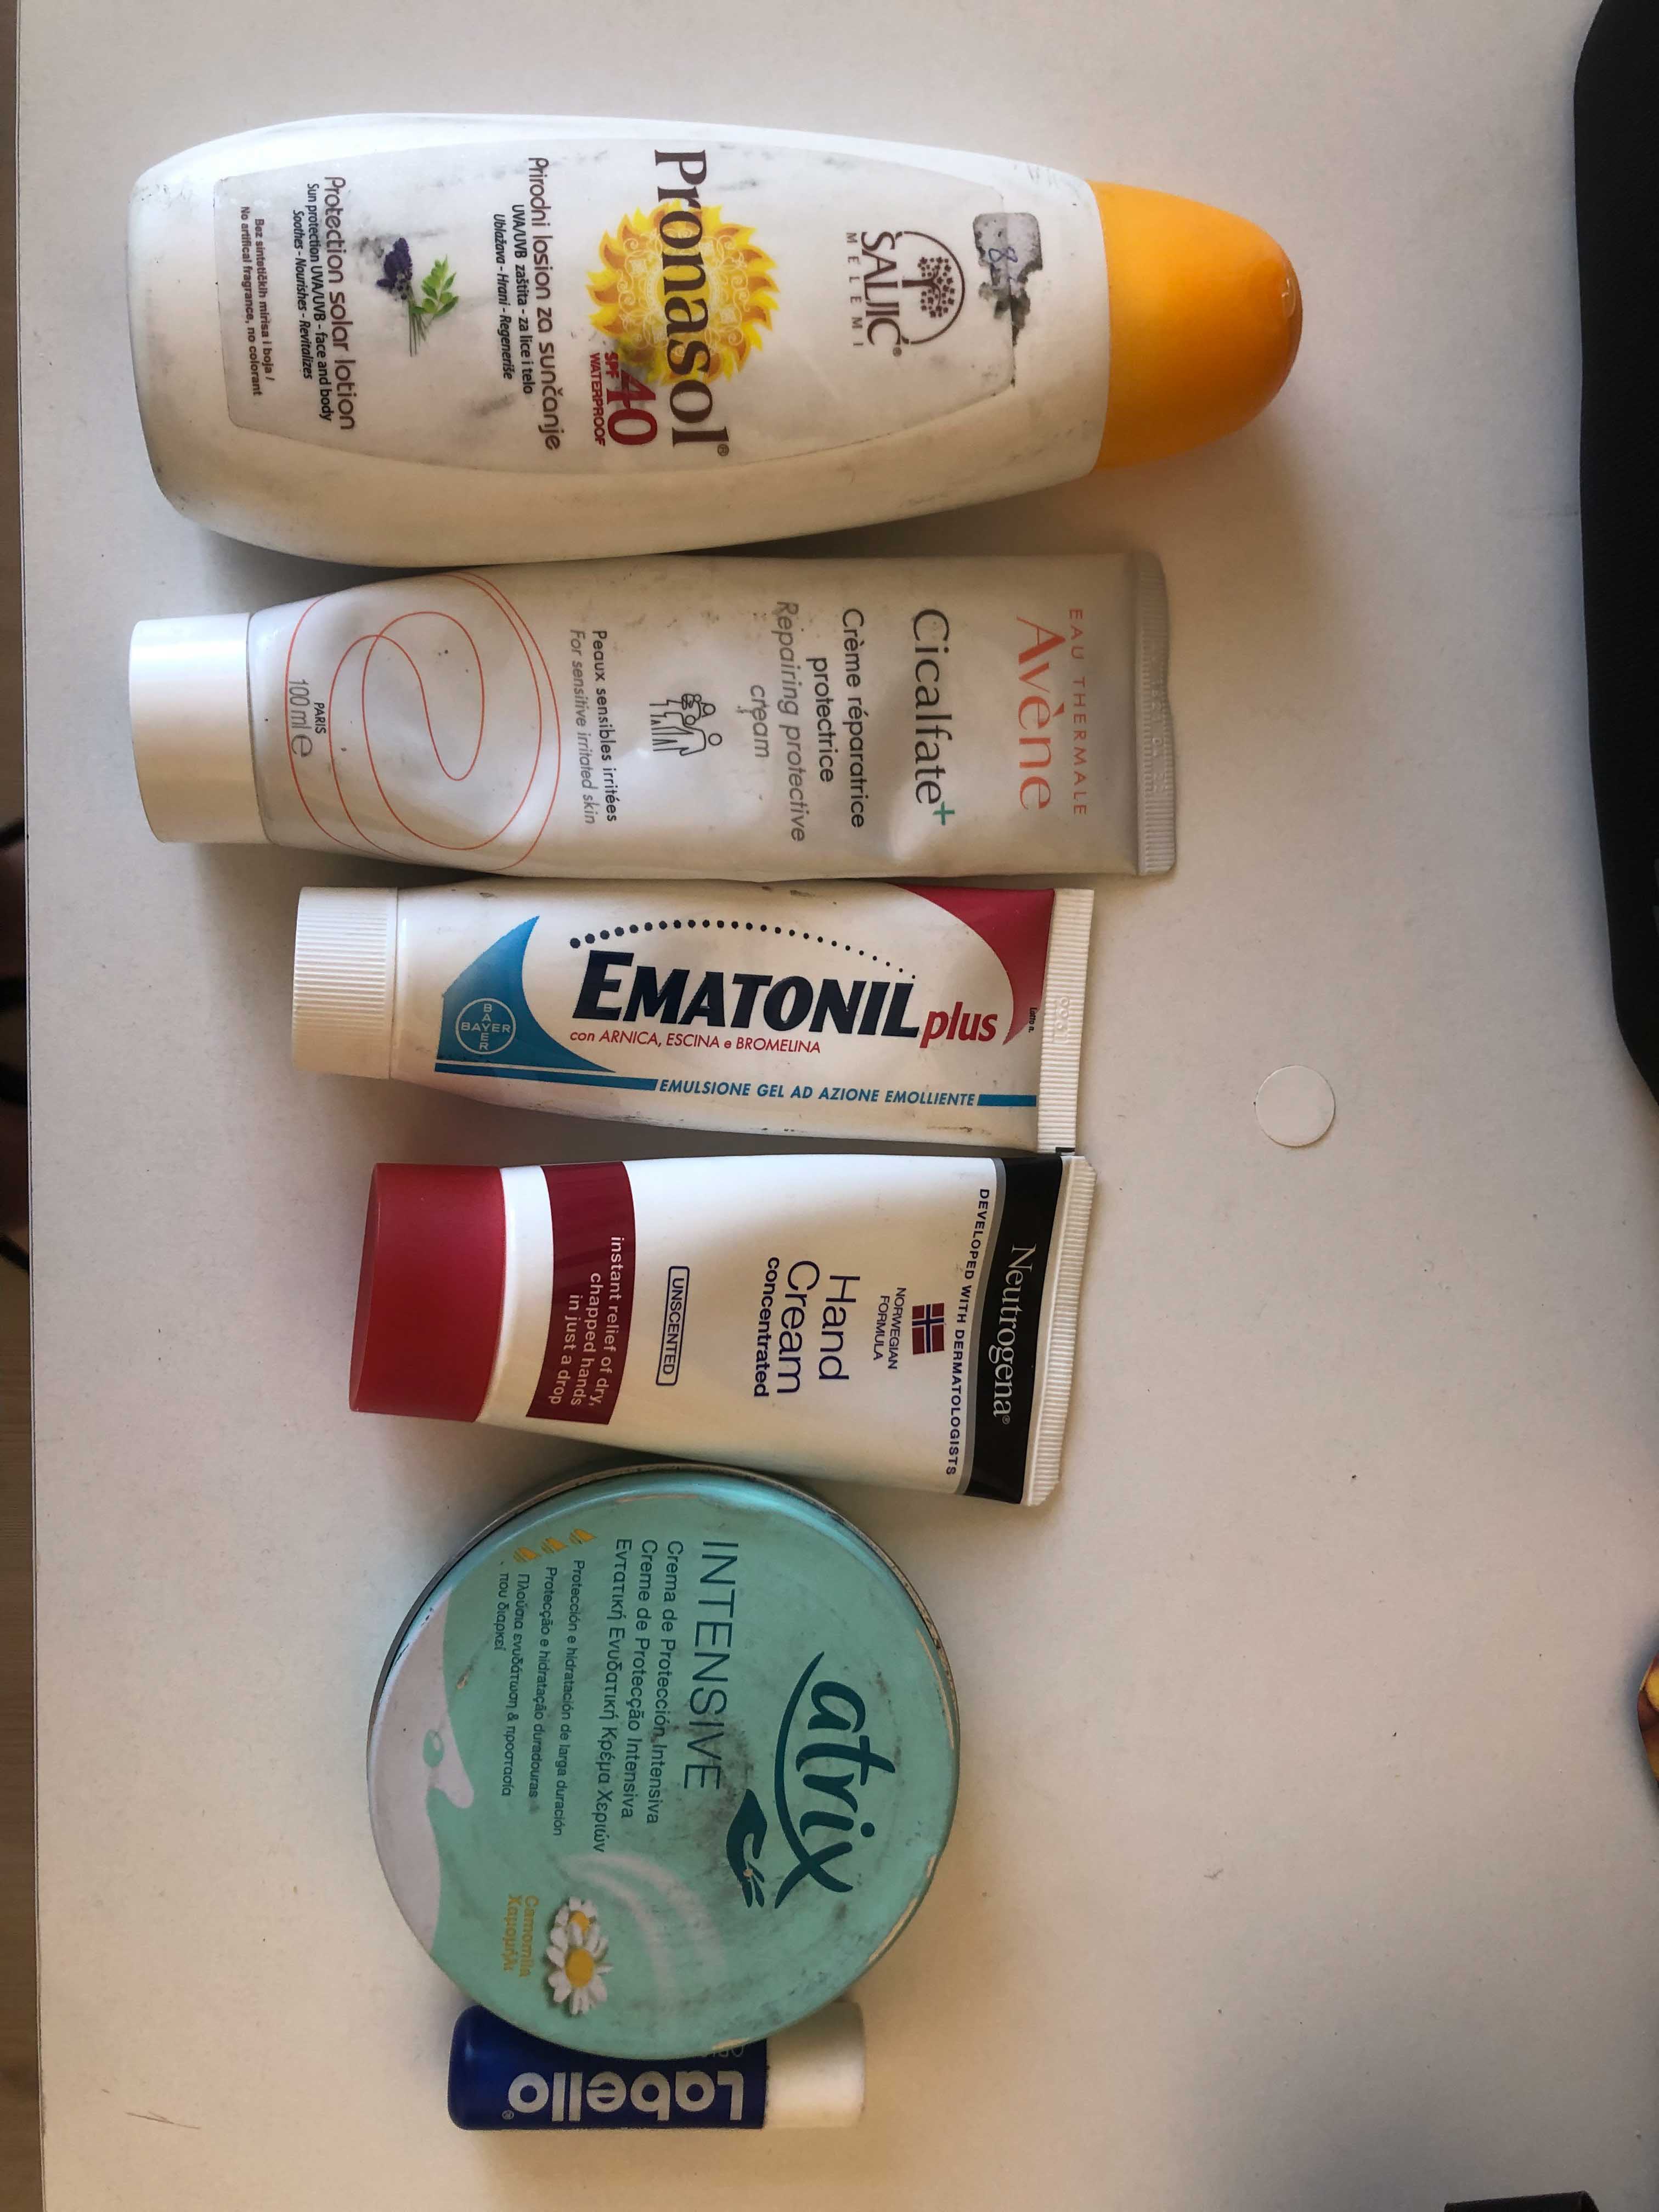 ŠALIĆ®
MELEMI
Pronasol®
SPF 40
WATERPROOF
Prirodni losion za sunčanje
UVA/UVB zaštita - za lice i telo
Ublažava - Hrani - Regeneriše
Protection solar lotion
Sun protection UVA/UVB - face and body
Soothes - Nourishes - Revitalizes
Bez sintetičkih mirisa i boja /
No artifical fragrance, no colorant
EAU THERMALE
Avène
Cicalfate+
Crème réparatrice
protectrice
Repairing protective
cream
Peaux sensibles irritées
For sensitive irritated skin
PARIS
100 ml e
EMATONIL plus
con ARNICA, ESCINA e BROMELINA
EMULSIONE GEL AD AZIONE EMOLLIENTE
BAYER
BAYER
Lotto n.
Neutrogena®
DEVELOPED WITH DERMATOLOGISTS
NORWEGIAN
FORMULA
Hand
Cream
concentrated
UNSCENTED
instant relief of dry,
chapped hands
in just a drop
atrix
INTENSIVE
Crema de Protección Intensiva
Creme de Protecção Intensiva
Εντατική Ενυδατική Κρέμα Χεριών
Protección e hidratación de larga duración
Protecção e hidratação duradouras
Πλούσια ενυδάτωση & προστασία
που διαρκεί
Camomila
Χαμομήλι
Labello®